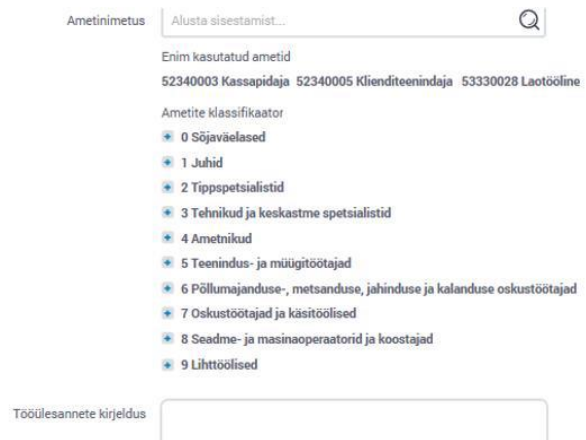 Ametinimetus Alusta sisestamist...
Enim kasutatud ametid
52340003 Kassapidaja 52340005 Klienditeenindaja 53330028 Laotööline
Ametite klassifikaator
0 Sõjaväelased
1 Juhid
2 Tippspetsialistid
3 Tehnikud ja keskastme spetsialistid
4 Ametnikud
5 Teenindus- ja müügitöötajad
6 Põllumajanduse-, metsanduse, jahinduse ja kalanduse oskustöötajad
7 Oskustöötajad ja käsitöölised
8 Seadme- ja masinaoperaatorid ja koostajad
9 Lihttöölised
Tööülesannete kirjeldus